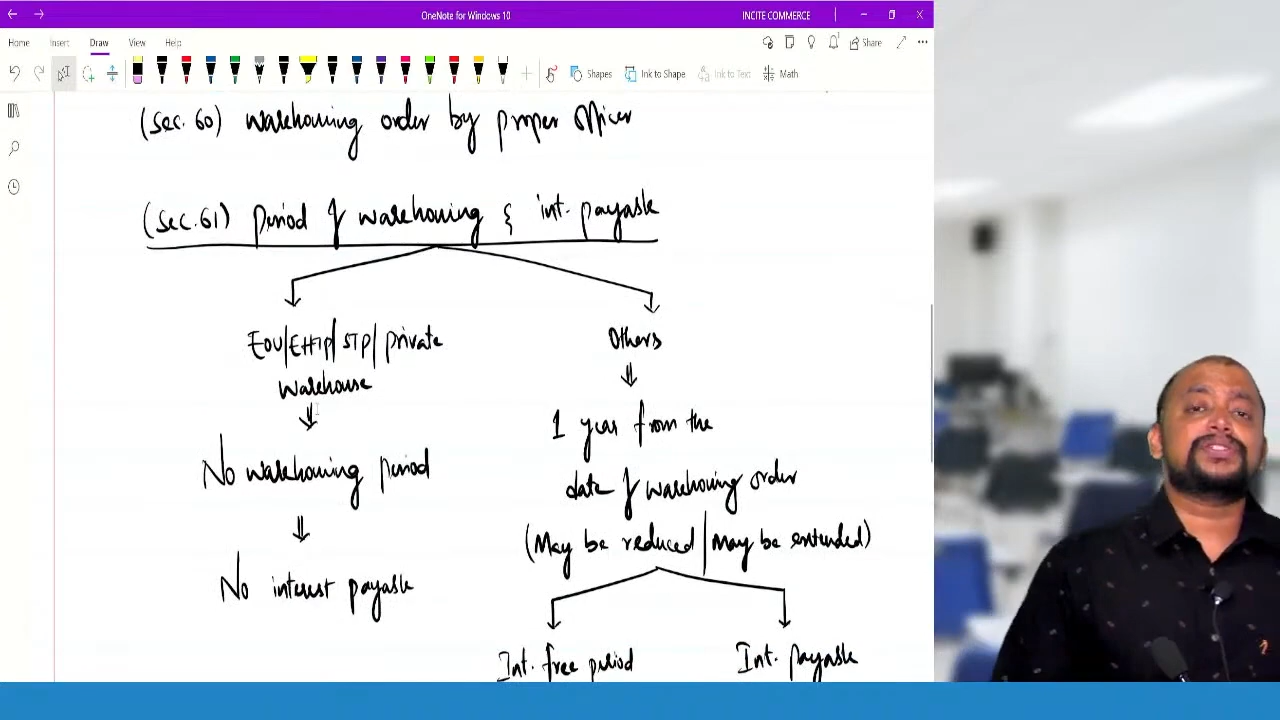 OneNote for Windows 10
INCITE COMMERCE
Home Insert Draw View Help
Share
Shapes Ink to Shape Ink to Text Math
(Sec. 60) warehousing order by proper officer
(Sec. 61) Period of warehousing & int. payable
EOU/EHTP/STP/private
warehouse
No warehousing period
No interest payable
Others
1 year from the
date of warehousing order
(May be reduced/May be extended)
Int. free period
Int. payable